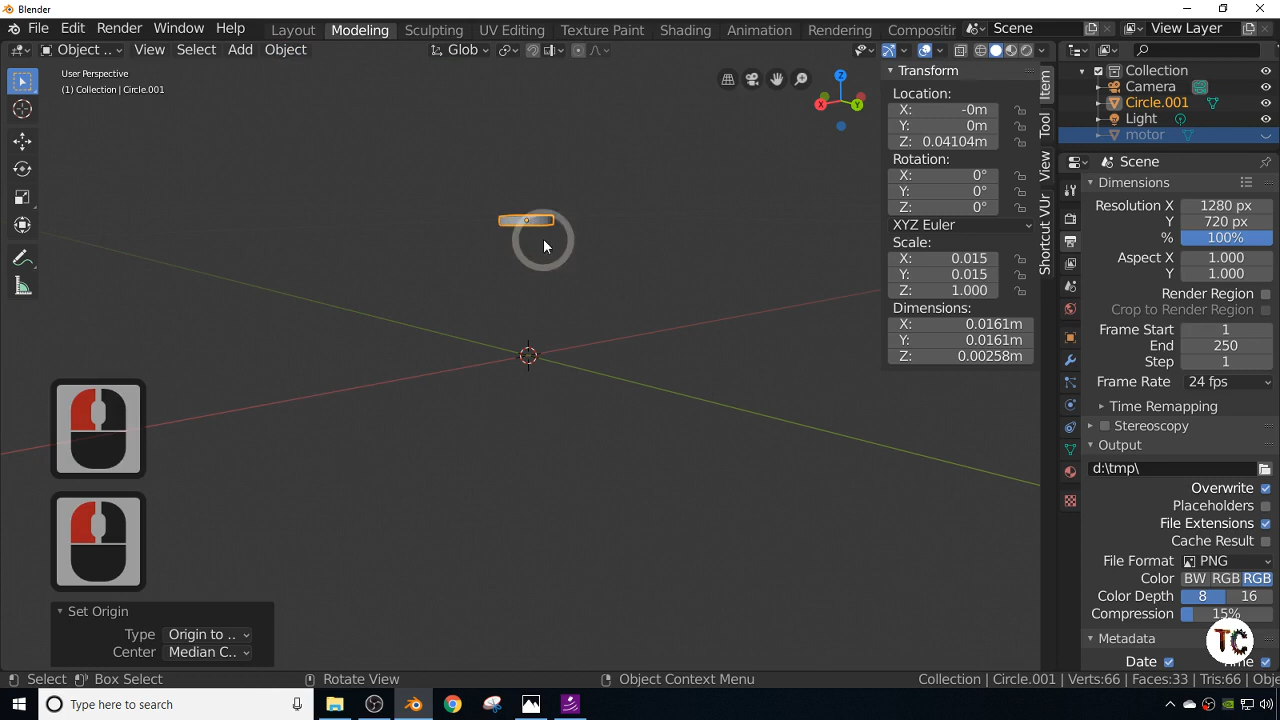 Blender
File Edit Render Window Help Layout Modeling Sculpting UV Editing Texture Paint Shading Animation Rendering Scene View Layer
Object .. View Select Add Object Glob
User Perspective
(1) Collection | Circle.001
Z
X
Y
Transform
Location:
X: -0m
Y: 0m
Z: 0.04104m
Rotation:
X: 0°
Y: 0°
Z: 0°
XYZ Euler
Scale:
X: 0.015
Y: 0.015
Z: 1.000
Dimensions:
X: 0.0161m
Y: 0.0161m
Z: 0.00258m
Item
Tool
View
Shortcut VUr
Collection
Camera
Circle.001
Light
motor
Scene
Dimensions
Resolution X 1280 px
Y 720 px
% 100%
Aspect X 1.000
Y 1.000
Render Region
Crop to Render Region
Frame Start 1
End 250
Step 1
Frame Rate 24 fps
Time Remapping
Stereoscopy
Output
d:\tmp\
Overwrite
Placeholders
File Extensions
Cache Result
File Format PNG
Color BW RGB RGB
Color Depth 8 16
Compression 15%
TC
Metadata
Date
Set Origin
Type Origin to ..
Center Median C..
Select Box Select Rotate View Object Context Menu Collection | Circle.001 | Verts:66 | Faces:33 | Tris:66 | Obje
Type here to search